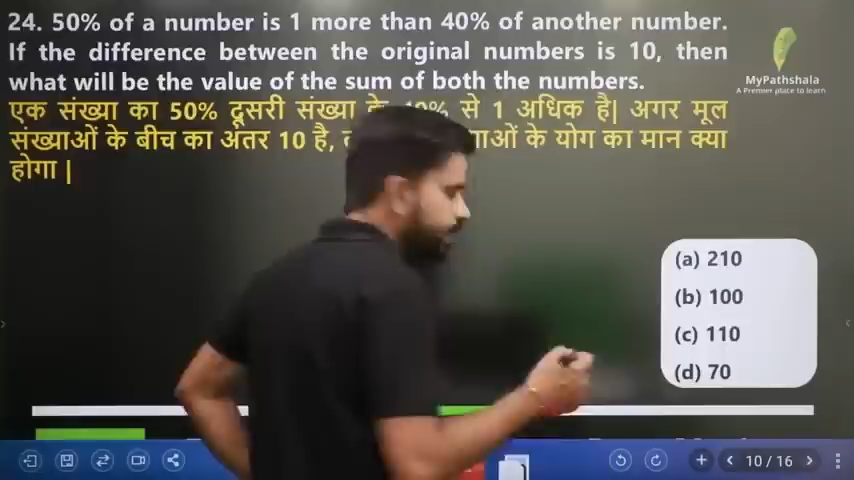 24. 50% of a number is 1 more than 40% of another number.
If the difference between the original numbers is 10, then
what will be the value of the sum of both the numbers.
एक संख्या का 50% दूसरी संख्या के 40% से 1 अधिक है| अगर मूल
संख्याओं के बीच का अंतर 10 है, के योग का मान क्या
होगा |
MyPathshala
A Premier place to learn
(a) 210
(b) 100
(c) 110
(d) 70
10 / 16